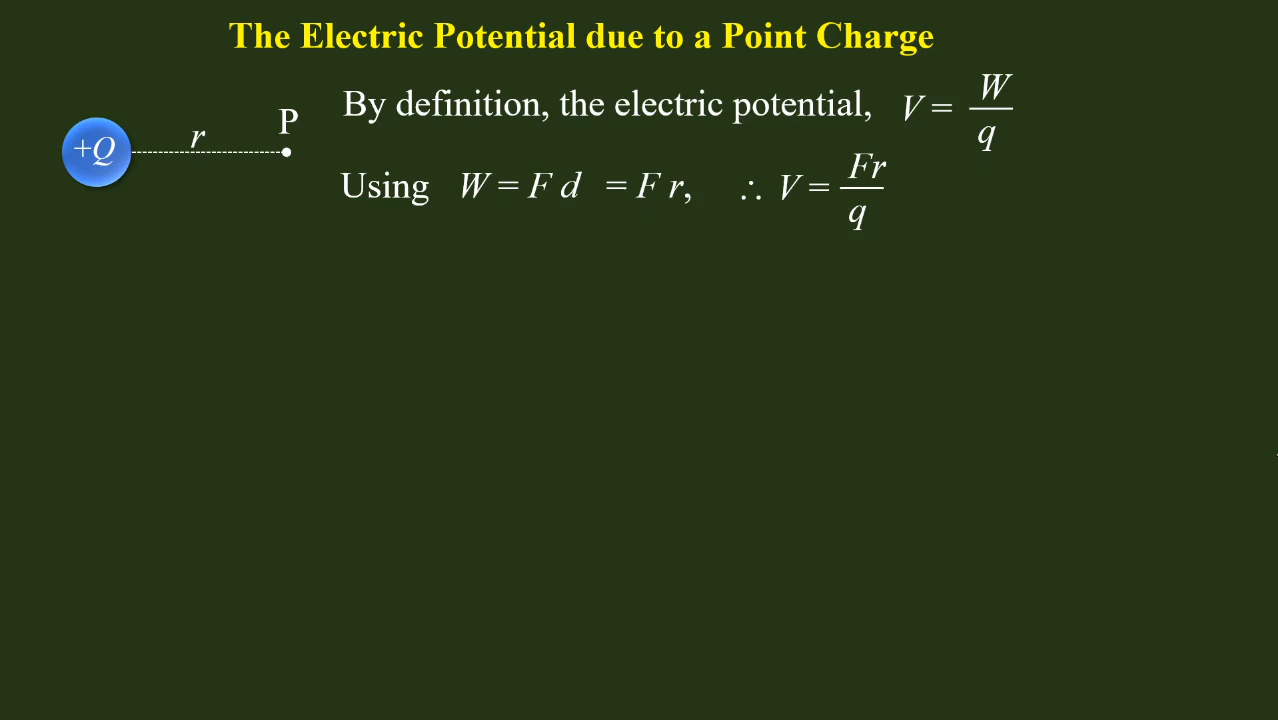 The Electric Potential due to a Point Charge
+Q r P
By definition, the electric potential, V = W/q
Using W = F d = F r, ∴ V = Fr/q